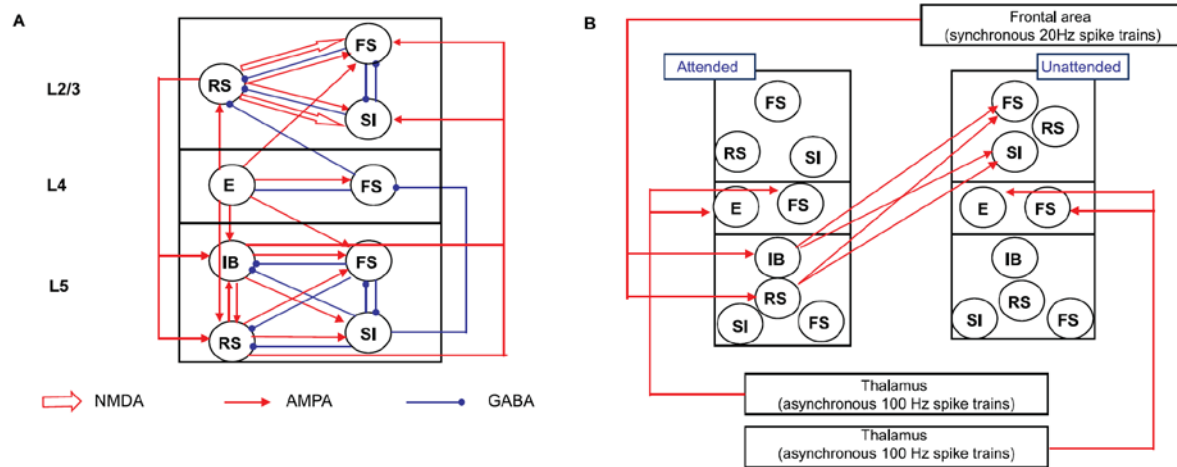 A
L2/3
RS
FS
SI
L4
E
FS
L5
IB
FS
RS
SI
NMDA
AMPA
GABA
B
Frontal area
(synchronous 20Hz spike trains)
Attended
Unattended
FS
RS
SI
E
FS
IB
RS
SI
FS
FS
RS
SI
E
FS
IB
RS
SI
FS
Thalamus
(asynchronous 100 Hz spike trains)
Thalamus
(asynchronous 100 Hz spike trains)